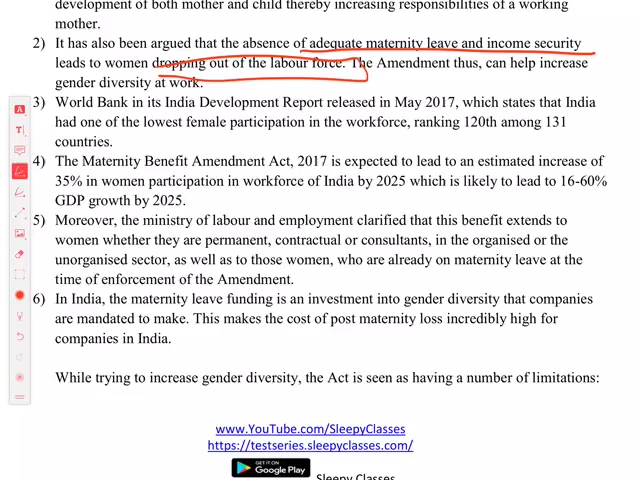 development of both mother and child thereby increasing responsibilities of a working
mother.
2) It has also been argued that the absence of adequate maternity leave and income security
leads to women dropping out of the labour force. The Amendment thus, can help increase
gender diversity at work.
3) World Bank in its India Development Report released in May 2017, which states that India
had one of the lowest female participation in the workforce, ranking 120th among 131
countries.
4) The Maternity Benefit Amendment Act, 2017 is expected to lead to an estimated increase of
35% in women participation in workforce of India by 2025 which is likely to lead to 16-60%
GDP growth by 2025.
5) Moreover, the ministry of labour and employment clarified that this benefit extends to
women whether they are permanent, contractual or consultants, in the organised or the
unorganised sector, as well as to those women, who are already on maternity leave at the
time of enforcement of the Amendment.
6) In India, the maternity leave funding is an investment into gender diversity that companies
are mandated to make. This makes the cost of post maternity loss incredibly high for
companies in India.
While trying to increase gender diversity, the Act is seen as having a number of limitations:
www.YouTube.com/SleepyClasses
https://testseries.sleepyclasses.com/
GET IT ON
Google Play
Sleepy Classes